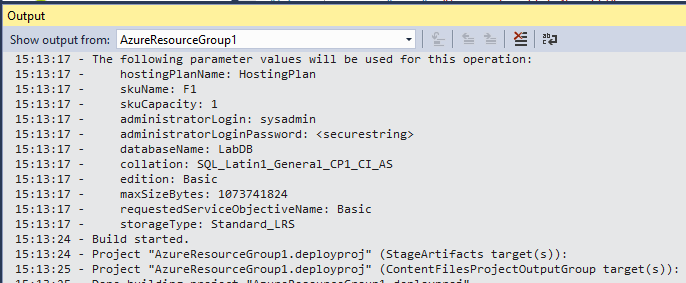 Output
Show output from: AzureResourceGroup1
15:13:17 - The following parameter values will be used for this operation:
15:13:17 - hostingPlanName: HostingPlan
15:13:17 - skuName: F1
15:13:17 - skuCapacity: 1
15:13:17 - administratorLogin: sysadmin
15:13:17 - administratorLoginPassword: <securestring>
15:13:17 - databaseName: LabDB
15:13:17 - collation: SQL_Latin1_General_CP1_CI_AS
15:13:17 - edition: Basic
15:13:17 - maxSizeBytes: 1073741824
15:13:17 - requestedServiceObjectiveName: Basic
15:13:17 - storageType: Standard_LRS
15:13:24 - Build started.
15:13:24 - Project "AzureResourceGroup1.deployproj" (StageArtifacts target(s)):
15:13:25 - Project "AzureResourceGroup1.deployproj" (ContentFilesProjectOutputGroup target(s)):
15:13:25 - Done building project "AzureResourceGroup1.deployproj"